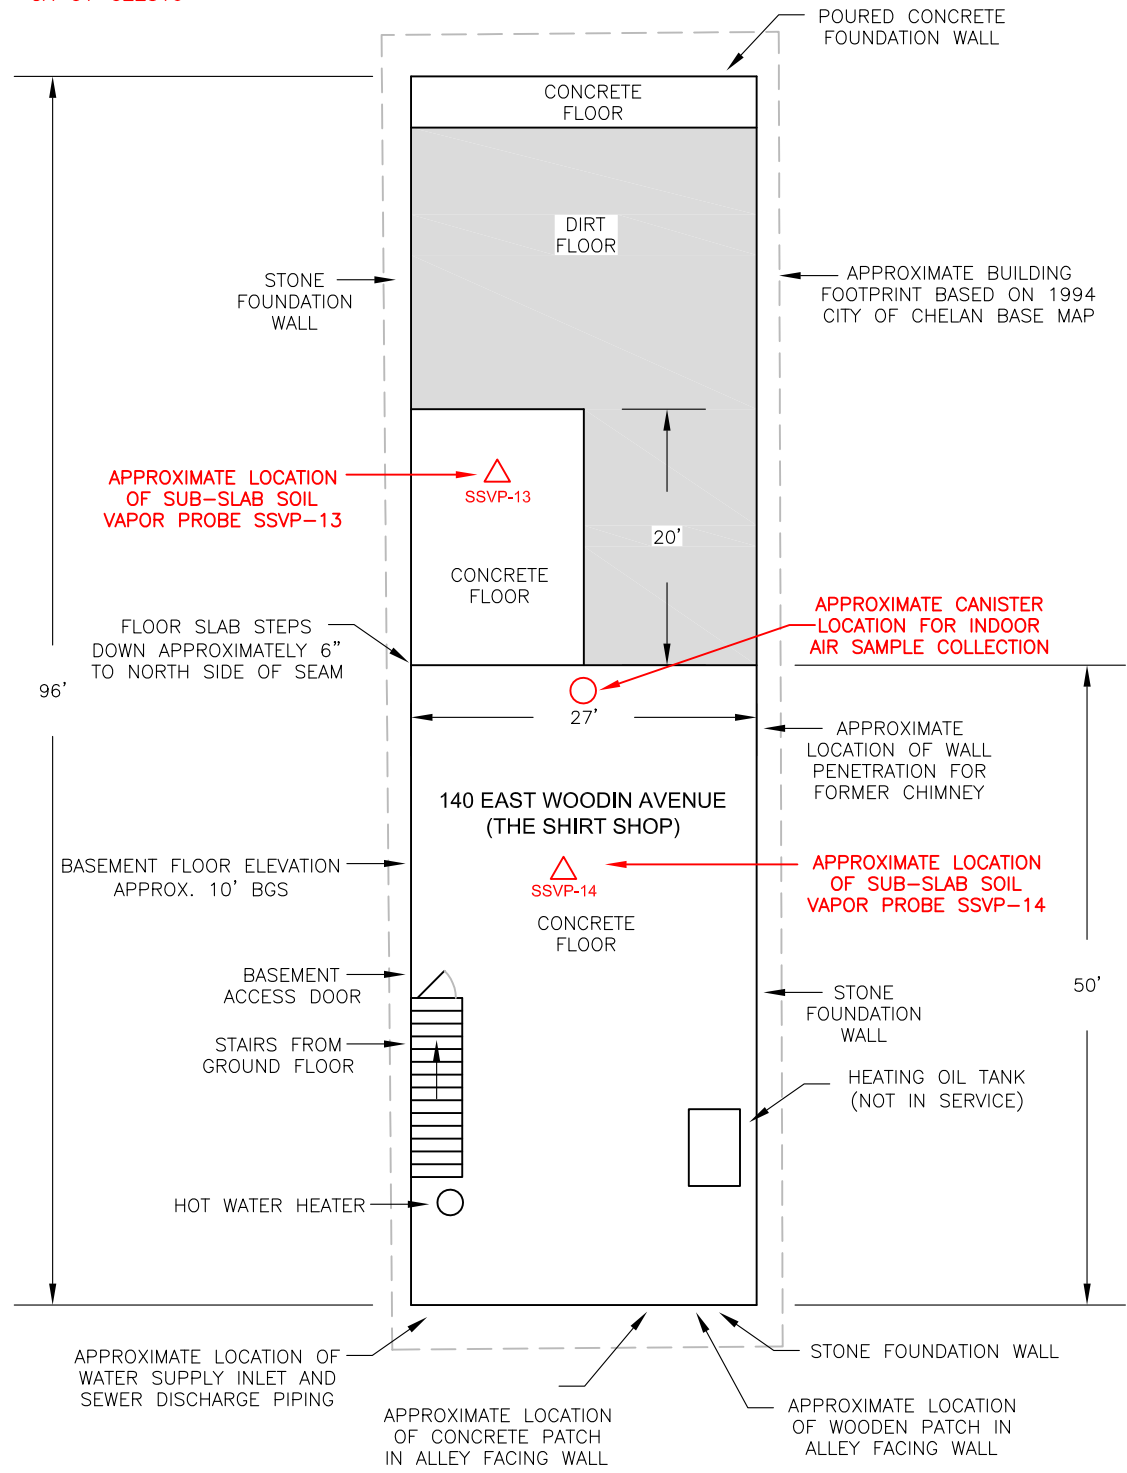 POURED CONCRETE
FOUNDATION WALL
CONCRETE
FLOOR
DIRT
FLOOR
STONE
FOUNDATION
WALL
APPROXIMATE BUILDING
FOOTPRINT BASED ON 1994
CITY OF CHELAN BASE MAP
APPROXIMATE LOCATION
OF SUB-SLAB SOIL
VAPOR PROBE SSVP-13
SSVP-13
20'
CONCRETE
FLOOR
APPROXIMATE CANISTER
LOCATION FOR INDOOR
AIR SAMPLE COLLECTION
FLOOR SLAB STEPS
DOWN APPROXIMATELY 6"
TO NORTH SIDE OF SEAM
96'
27'
APPROXIMATE
LOCATION OF WALL
PENETRATION FOR
FORMER CHIMNEY
140 EAST WOODIN AVENUE
(THE SHIRT SHOP)
BASEMENT FLOOR ELEVATION
APPROX. 10' BGS
SSVP-14
APPROXIMATE LOCATION
OF SUB-SLAB SOIL
VAPOR PROBE SSVP-14
CONCRETE
FLOOR
BASEMENT
ACCESS DOOR
50'
STONE
FOUNDATION
WALL
STAIRS FROM
GROUND FLOOR
HEATING OIL TANK
(NOT IN SERVICE)
HOT WATER HEATER
APPROXIMATE LOCATION OF
WATER SUPPLY INLET AND
SEWER DISCHARGE PIPING
STONE FOUNDATION WALL
APPROXIMATE LOCATION
OF CONCRETE PATCH
IN ALLEY FACING WALL
APPROXIMATE LOCATION
OF WOODEN PATCH IN
ALLEY FACING WALL